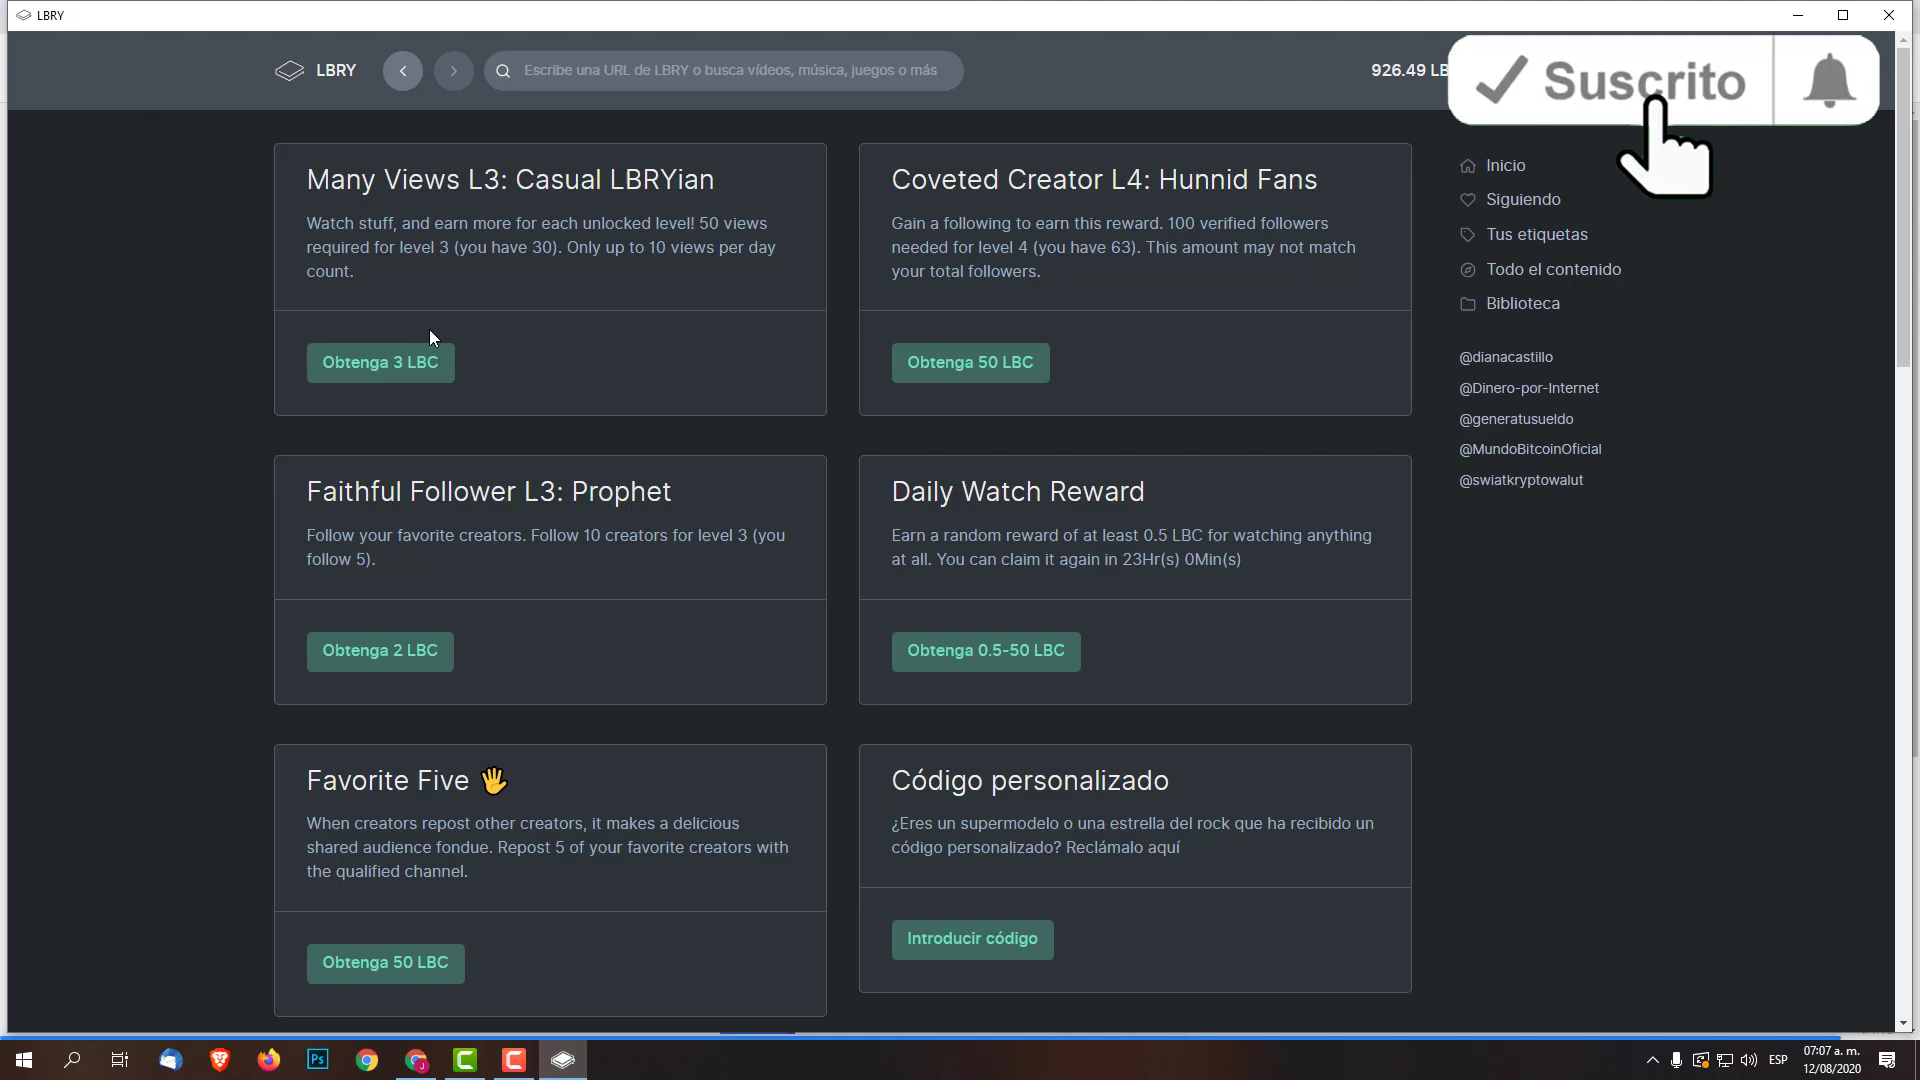 LBRY
LBRY
Escribe una URL de LBRY o busca vídeos, música, juegos o más
926.49 LB
Suscrito
Many Views L3: Casual LBRYian
Watch stuff, and earn more for each unlocked level! 50 views
required for level 3 (you have 30). Only up to 10 views per day
count.
Obtenga 3 LBC
Coveted Creator L4: Hunnid Fans
Gain a following to earn this reward. 100 verified followers
needed for level 4 (you have 63). This amount may not match
your total followers.
Obtenga 50 LBC
Faithful Follower L3: Prophet
Follow your favorite creators. Follow 10 creators for level 3 (you
follow 5).
Obtenga 2 LBC
Daily Watch Reward
Earn a random reward of at least 0.5 LBC for watching anything
at all. You can claim it again in 23Hr(s) 0Min(s)
Obtenga 0.5-50 LBC
Favorite Five 🖐
When creators repost other creators, it makes a delicious
shared audience fondue. Repost 5 of your favorite creators with
the qualified channel.
Obtenga 50 LBC
Código personalizado
¿Eres un supermodelo o una estrella del rock que ha recibido un
código personalizado? Reclámalo aquí
Introducir código
Inicio
Siguiendo
Tus etiquetas
Todo el contenido
Biblioteca
@dianacastillo
@Dinero-por-Internet
@generatusueldo
@MundoBitcoinOficial
@swiatkryptowalut
Ps
ESP
07:07 a. m.
12/08/2020